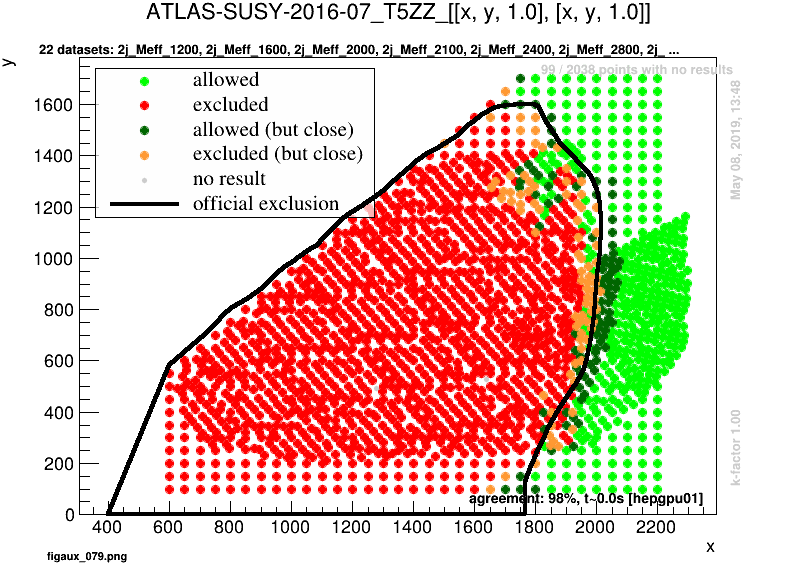 ATLAS-SUSY-2016-07_T5ZZ_[[x, y, 1.0], [x, y, 1.0]]
22 datasets: 2j_Meff_1200, 2j_Meff_1600, 2j_Meff_2000, 2j_Meff_2100, 2j_Meff_2400, 2j_Meff_2800, 2j_ ...
y
99 / 2038 points with no results
allowed
excluded
allowed (but close)
excluded (but close)
no result
official exclusion
May 08, 2019, 13:48
k-factor 1.00
1600
1400
1200
1000
800
600
400
200
0
agreement: 98%, t~0.0s [hepgpu01]
400 600 800 1000 1200 1400 1600 1800 2000 2200
x
figaux_079.png